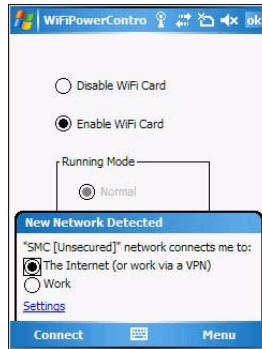 WiFiPowerContro
ok
Disable WiFi Card
Enable WiFi Card
Running Mode
Normal
New Network Detected
"SMC [Unsecured]" network connects me to:
The Internet (or work via a VPN)
Work
Settings
Connect
Menu